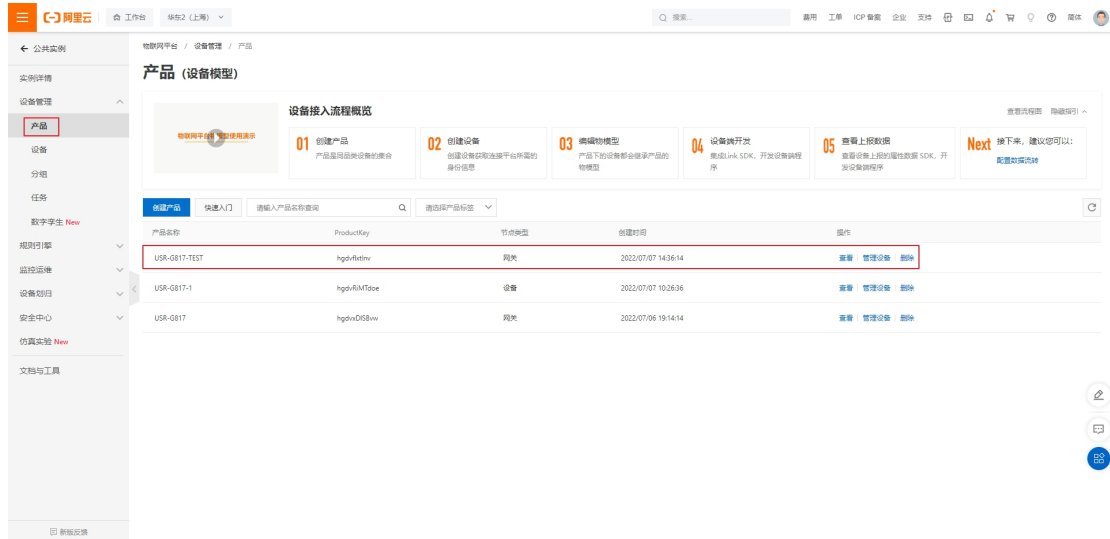 阿里云 工作台 华东2（上海） 搜索... 费用 工单 ICP 备案 企业 支持 简体
公共实例
物联网平台 / 设备管理 / 产品
产品（设备模型）
实例详情
设备管理
产品
设备
分组
任务
数字孪生 New
规则引擎
监控运维
设备划归
安全中心
仿真实验 New
文档与工具
新版反馈
设备接入流程概览
查看流程图 隐藏指引
01 创建产品
产品是同品类设备的集合
02 创建设备
创建设备获取连接平台所需的
身份信息
03 编辑物模型
产品下的设备都会继承产品的
物模型
04 设备端开发
集成Link SDK，开发设备端程
序
05 查看上报数据
查看设备上报的属性数据 SDK，开
发设备端程序
Next 接下来，建议您可以：
配置数据流转
创建产品 快速入门 请输入产品名称查询 请选择产品标签
产品名称 ProductKey 节点类型 创建时间 操作
USR-G817-TEST 网关 2022/07/07 14:36:14 查看 管理设备 删除
USR-G817-1 hgdvRiMTdoe 设备 2022/07/07 10:26:36 查看 管理设备 删除
USR-G817 网关 2022/07/06 19:14:14 查看 管理设备 删除